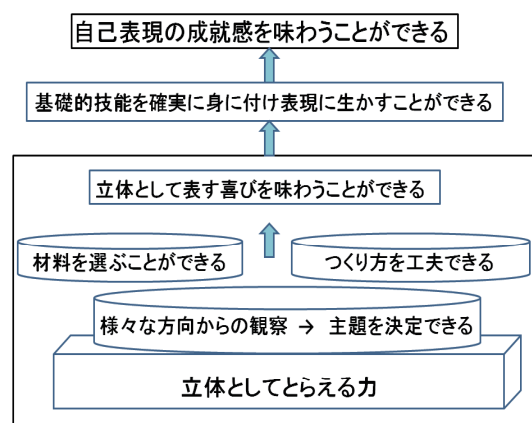 自己表現の成就感を味わうことができる
基礎的技能を確実に身に付け表現に生かすことができる
立体として表す喜びを味わうことができる
材料を選ぶことができる
つくり方を工夫できる
様々な方向からの観察 → 主題を決定できる
立体としてとらえる力